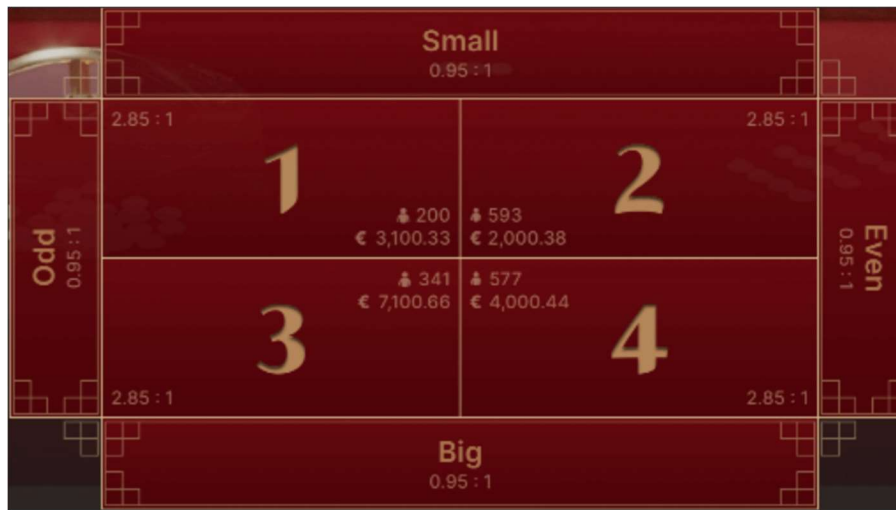 Small
0.95 : 1
2.85 : 1
2.85 : 1
1
2
200
593
€ 3,100.33
€ 2,000.38
Odd
0.95 : 1
Even
0.95 : 1
341
577
€ 7,100.66
€ 4,000.44
3
4
2.85 : 1
2.85 : 1
Big
0.95 : 1